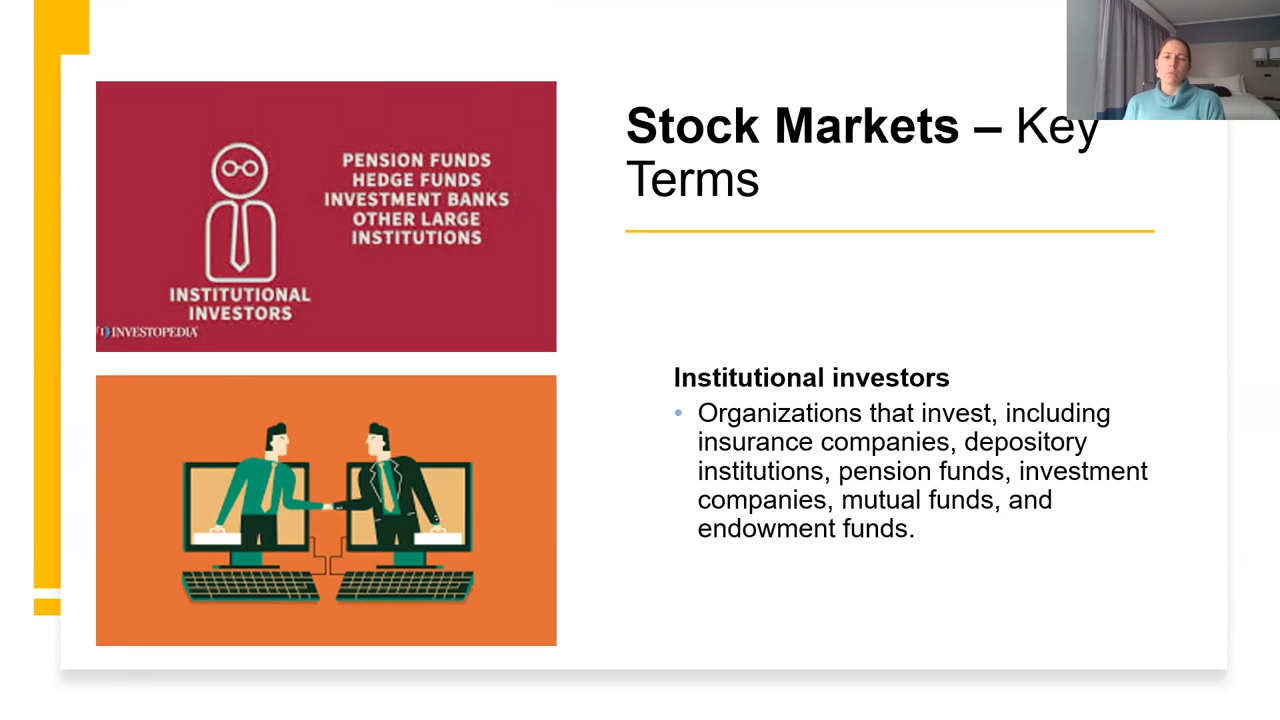 PENSION FUNDS
HEDGE FUNDS
INVESTMENT BANKS
OTHER LARGE
INSTITUTIONS
INSTITUTIONAL
INVESTORS
INVESTOPEDIA
Stock Markets – Key
Terms
Institutional investors
• Organizations that invest, including
insurance companies, depository
institutions, pension funds, investment
companies, mutual funds, and
endowment funds.